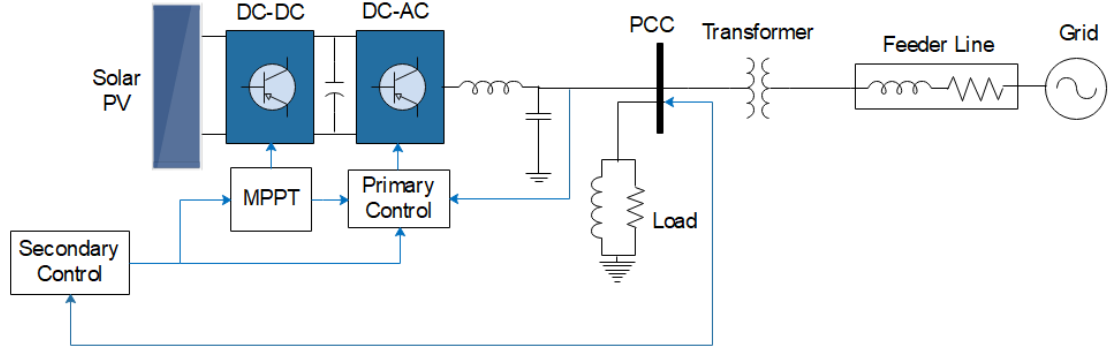 DC-DC
DC-AC
Solar
PV
PCC
Transformer
Feeder Line
Grid
MPPT
Primary
Control
Load
Secondary
Control